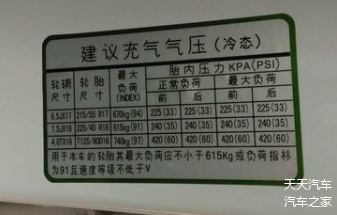 建议充气气压(冷态)
轮辋尺寸 轮胎尺寸 最大负荷(INDEX) 胎内压力KPA(PSI)
正常负荷 最大负荷
前 后 前 后
6.5JX17 215/55 R17 670kg(94) 225(33) 225(33) 225(33) 225(33)
7.5JX18 225/45 R18 615kg(91) 240(35) 240(35) 240(35) 240(35)
4.0TX16 T125/80D16 740kg(97) 420(60) 420(60) 420(60) 420(60)
用于本车的轮胎其最大负荷应不小于615Kg或负荷指标
为91且速度等级不低于V
天天汽车
汽车之家